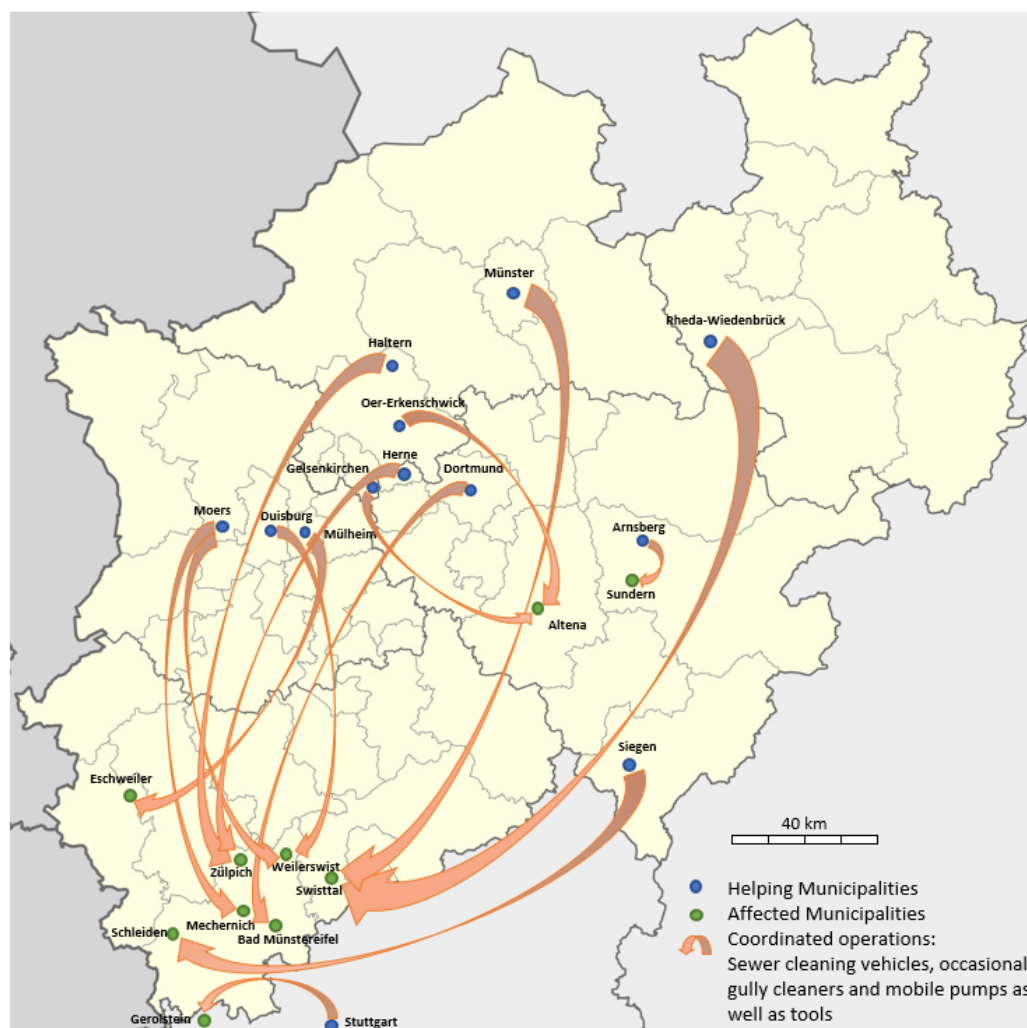 Münster
Rheda-Wiedenbrück
Haltern
Oer-Erkenschwick
Herne
Gelsenkirchen
Dortmund
Moers
Duisburg
Mülheim
Arnsberg
Sundern
Altena
Siegen
Eschweiler
40 km
Zülpich
Weilerswist
Swisttal
Helping Municipalities
Mechernich
Affected Municipalities
Schleiden
Bad Münstereifel
Coordinated operations:
Sewer cleaning vehicles, occasional
gully cleaners and mobile pumps as
well as tools
Gerolstein
Stuttgart